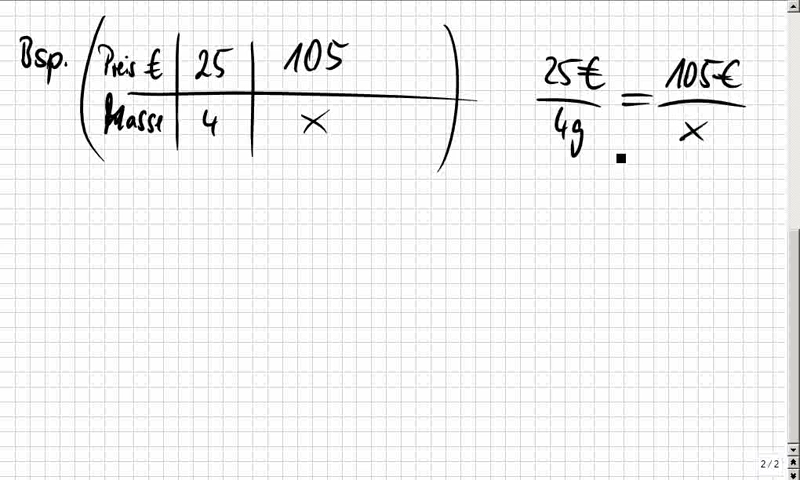 Bsp. ( Preis € | 25 | 105 )
Masse | 4 | x
25€ / 4g = 105€ / x
2 / 2